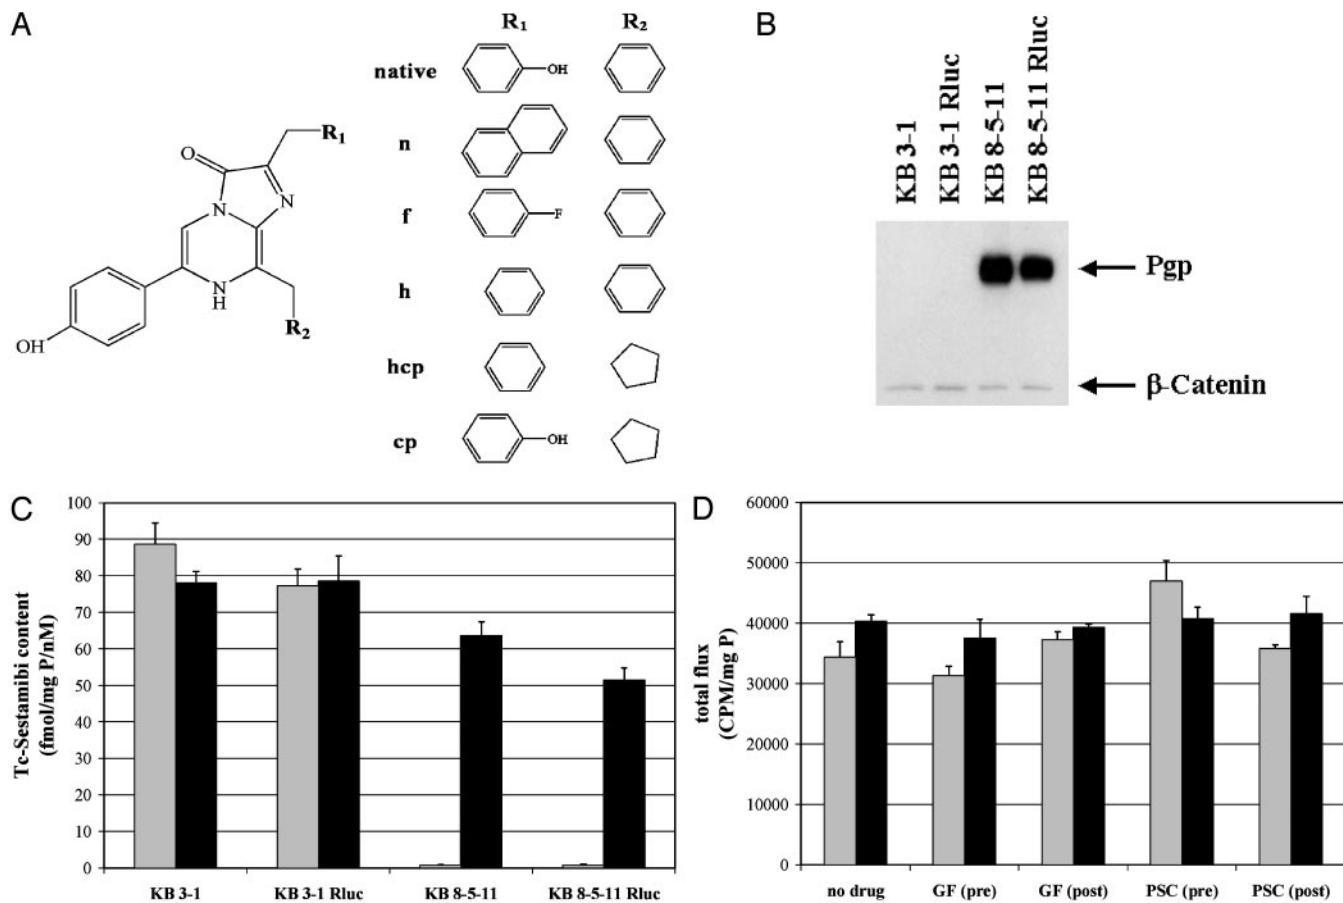 A
R₁ R₂
native
OH
n
f
F
h
hcp
cp
OH
R₁
O
N
N
N
H
R₂
OH
B
KB 3-1
KB 3-1 Rluc
KB 8-5-11
KB 8-5-11 Rluc
Pgp
β-Catenin
C
Tc-Sestamibi content
(fmol/mg P/nM)
100
90
80
70
60
50
40
30
20
10
0
KB 3-1 KB 3-1 Rluc KB 8-5-11 KB 8-5-11 Rluc
D
total flux
(CPM/mg P)
60000
50000
40000
30000
20000
10000
0
no drug GF (pre) GF (post) PSC (pre) PSC (post)